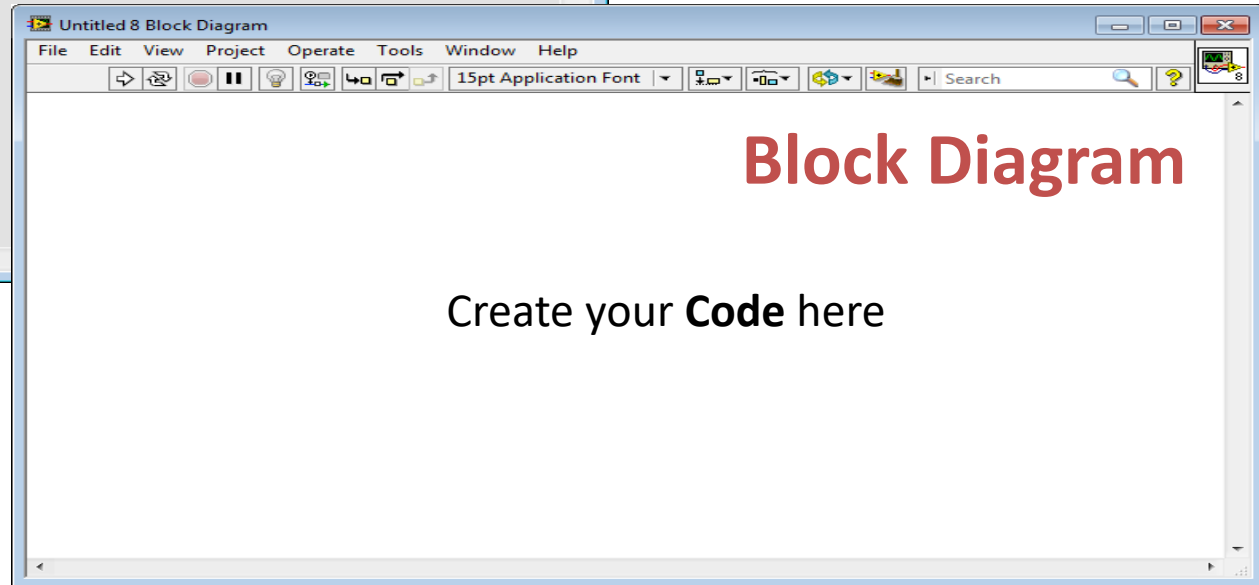 Untitled 8 Block Diagram
File Edit View Project Operate Tools Window Help
15pt Application Font Search ?
8
Block Diagram
Create your Code here